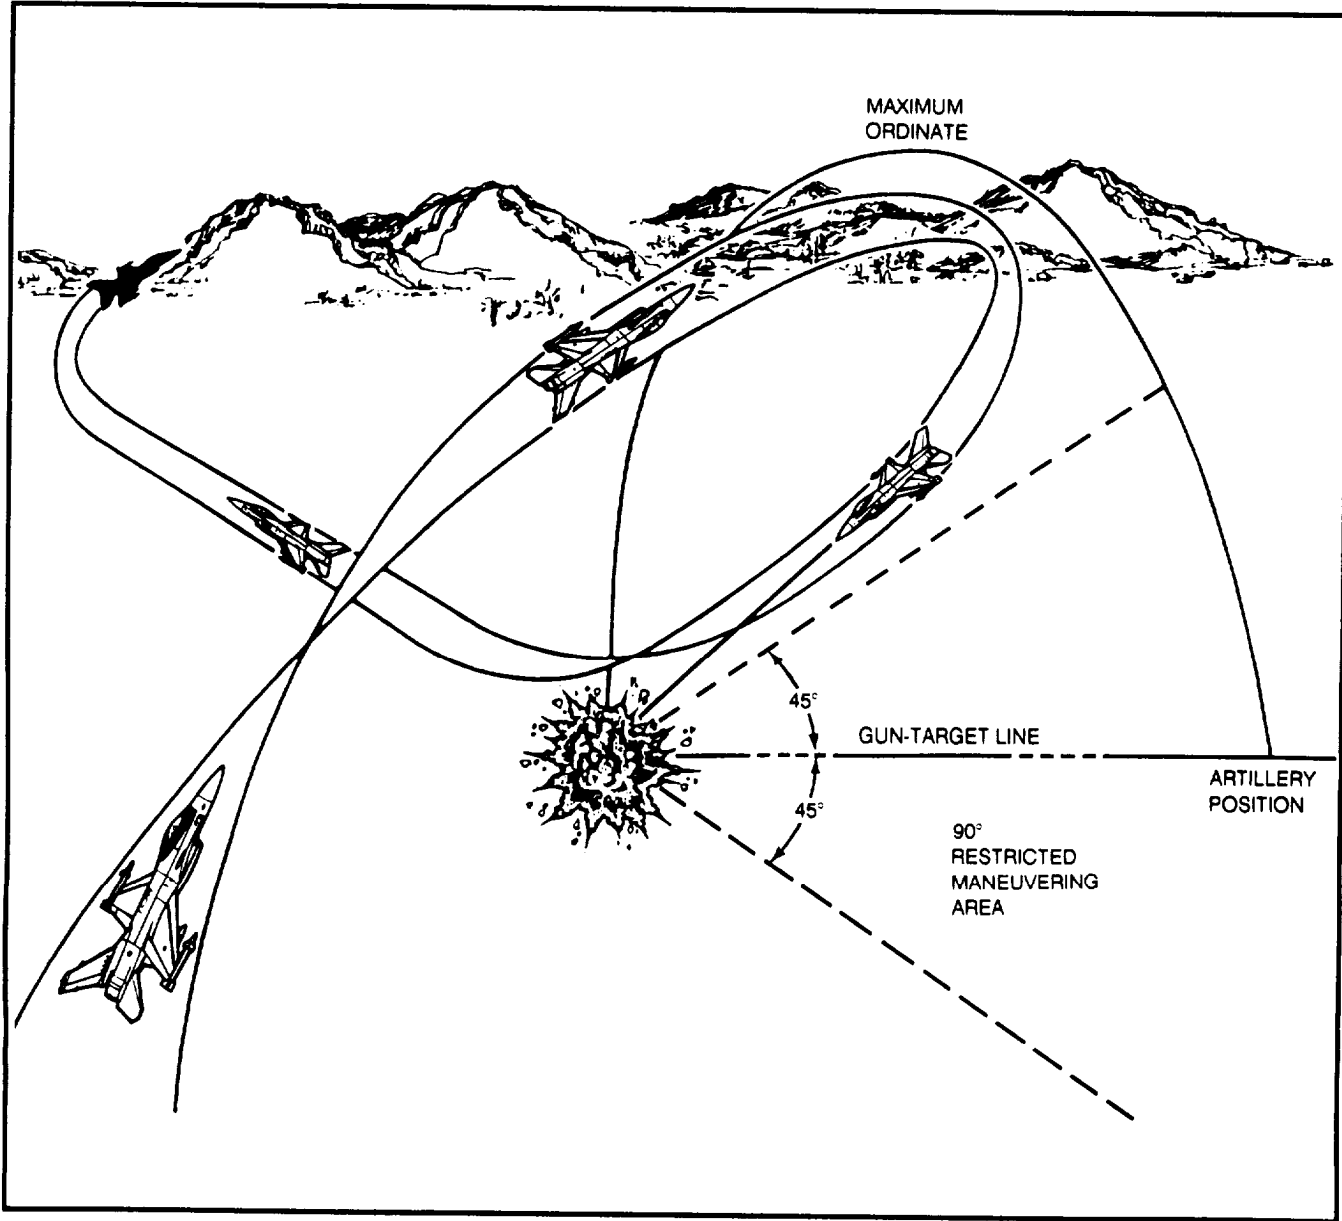 MAXIMUM
ORDINATE
45°
GUN-TARGET LINE
45°
ARTILLERY
POSITION
90°
RESTRICTED
MANEUVERING
AREA